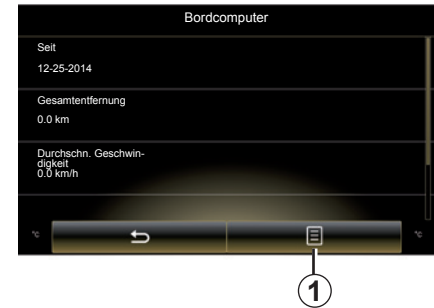 Bordcomputer
Seit
12-25-2014
Gesamtentfernung
0.0 km
Durchschn. Geschwin-
digkeit
0.0 km/h
°C
°C
1